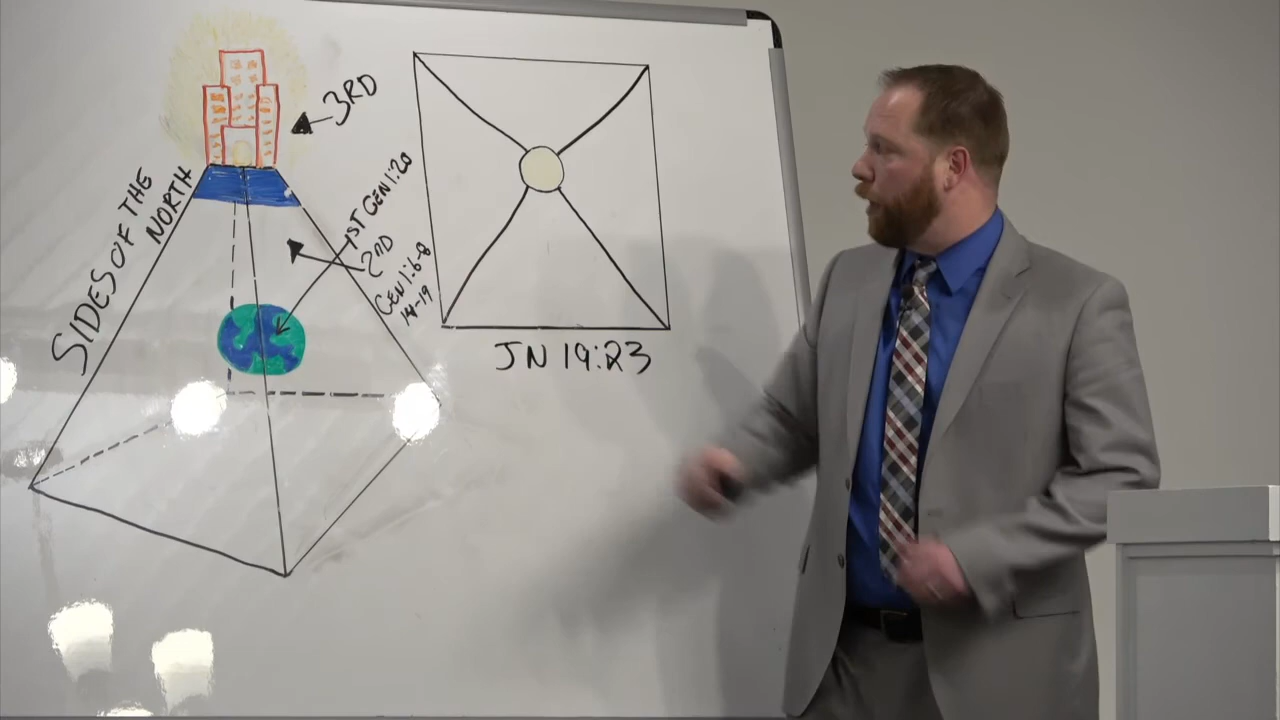 3RD
SIDES OF THE
NORTH
1ST GEN 1:20
2ND
GEN 1:6-8
14-19
JN 19:23